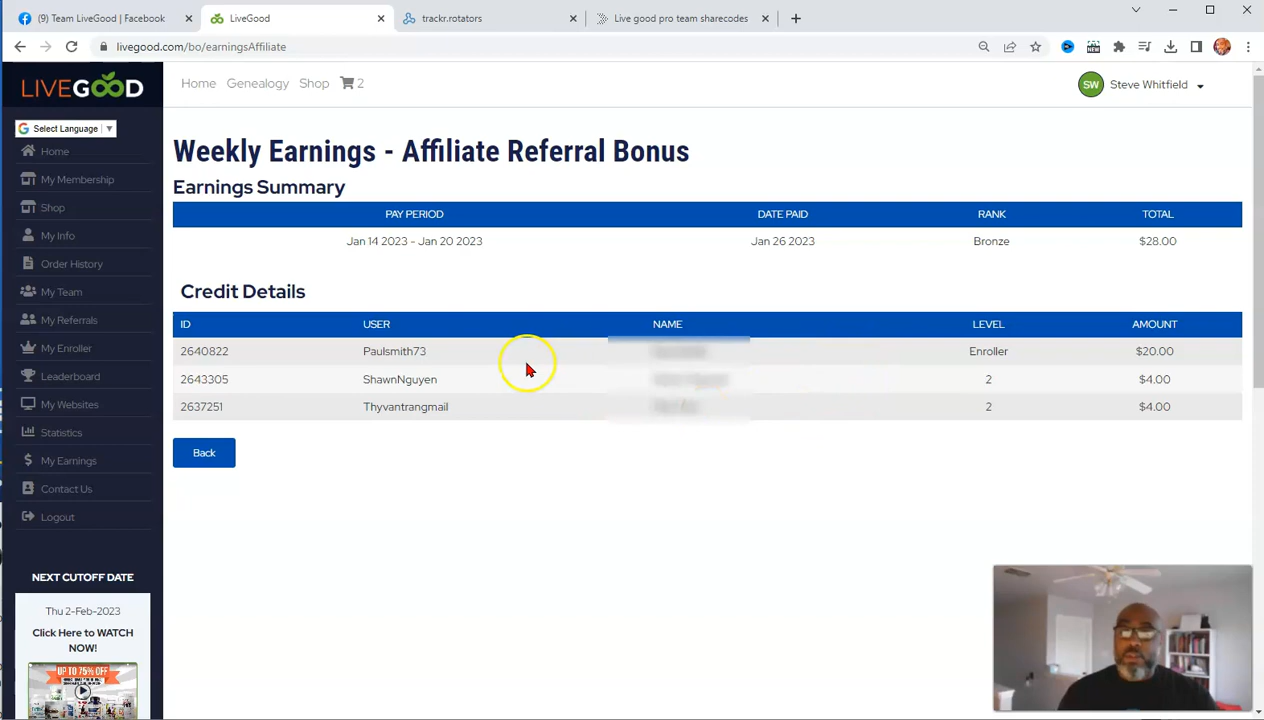 (9) Team LiveGood | Facebook
LiveGood
trackr.rotators
Live good pro team sharecodes
livegood.com/bo/earningsAffiliate
LIVEGOOD
Home
Genealogy
Shop
2
SW
Steve Whitfield
G Select Language
Home
My Membership
Shop
My Info
Order History
My Team
My Referrals
My Enroller
Leaderboard
My Websites
Statistics
My Earnings
Contact Us
Logout
NEXT CUTOFF DATE
Thu 2-Feb-2023
Click Here to WATCH
NOW!
UP TO 75% OFF
Weekly Earnings - Affiliate Referral Bonus
Earnings Summary
PAY PERIOD DATE PAID RANK TOTAL
Jan 14 2023 - Jan 20 2023 Jan 26 2023 Bronze $28.00
Credit Details
ID USER NAME LEVEL AMOUNT
2640822 Paulsmith73 Enroller $20.00
2643305 ShawnNguyen 2 $4.00
2637251 Thyvantrangmail 2 $4.00
Back